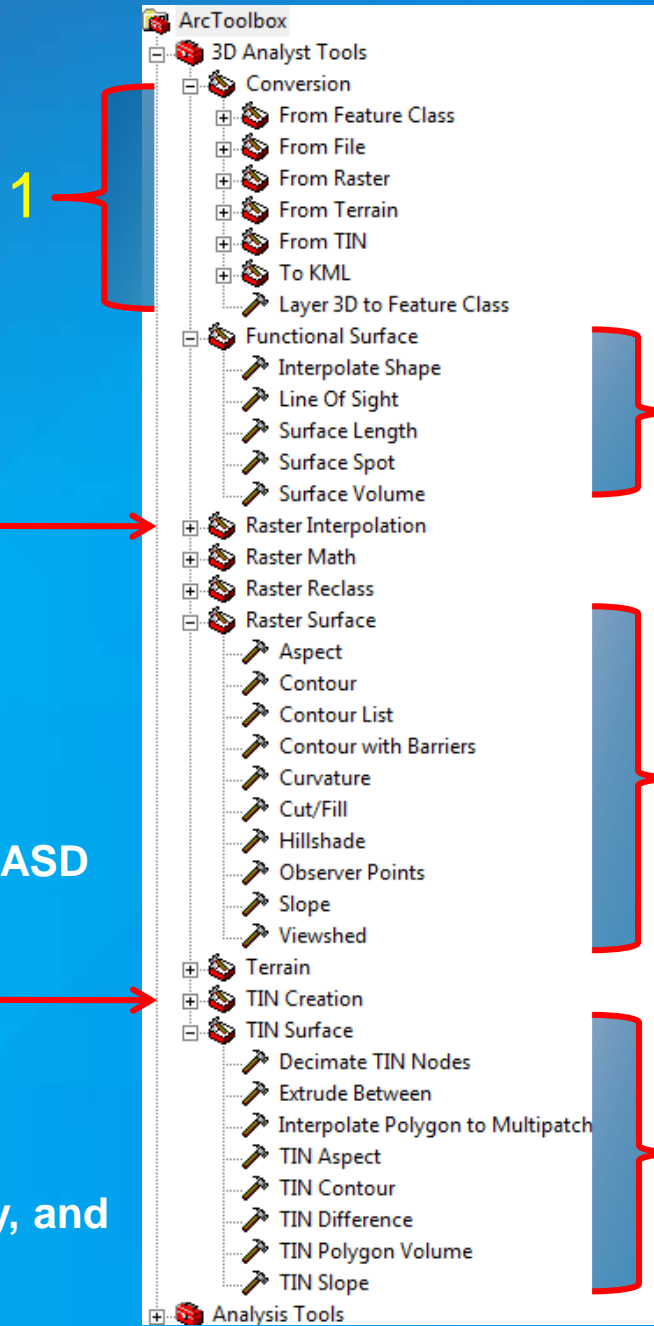 ArcToolbox
3D Analyst Tools
Conversion
From Feature Class
From File
1
From Raster
From Terrain
From TIN
To KML
Layer 3D to Feature Class
Functional Surface
Interpolate Shape
Line Of Sight
Surface Length
Surface Spot
Surface Volume
Raster Interpolation
Raster Math
Raster Reclass
Raster Surface
Aspect
Contour
Contour List
Contour with Barriers
Curvature
Cut/Fill
Hillshade
ASD
Observer Points
Slope
Viewshed
Terrain
TIN Creation
TIN Surface
Decimate TIN Nodes
Extrude Between
Interpolate Polygon to Multipatch
TIN Aspect
TIN Contour
y, and
TIN Difference
TIN Polygon Volume
TIN Slope
Analysis Tools